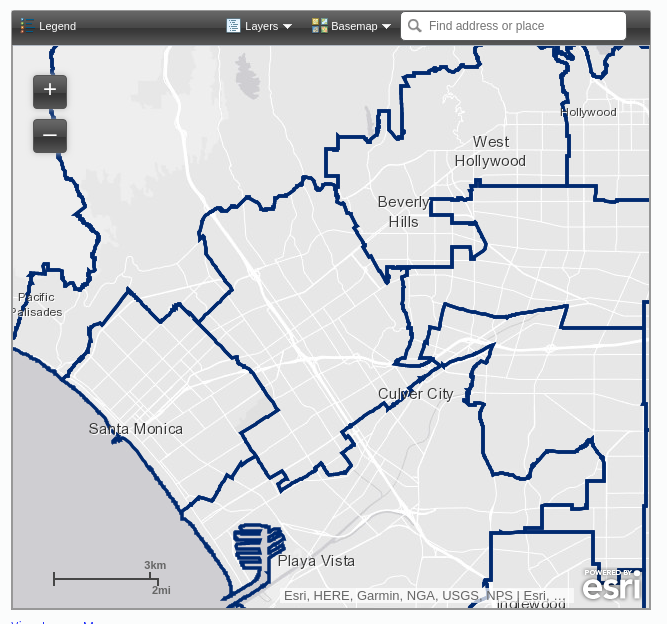 Legend
Layers
Basemap
Find address or place
+
Hollywood
–
West
Hollywood
Beverly
Hills
Pacific
Palisades
Culver City
Santa Monica
Playa Vista
3km
2mi
POWERED BY
esri
Esri, HERE, Garmin, NGA, USGS, NPS | Esri, ...
Inglewood